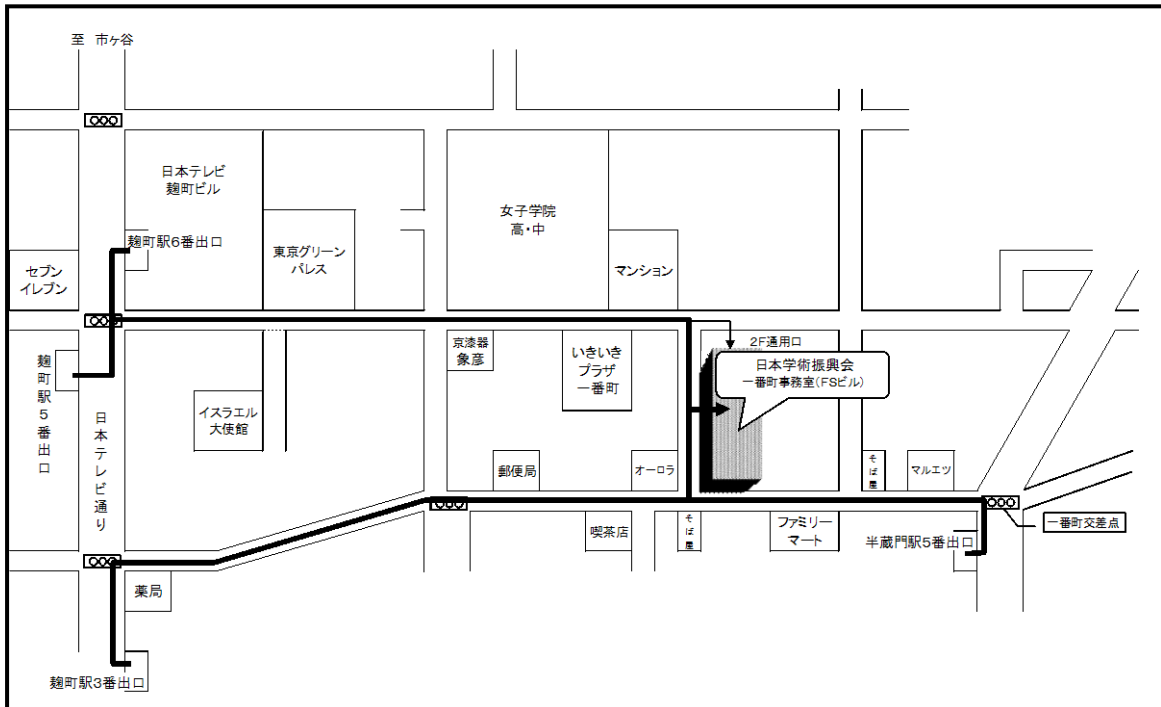 至 市ヶ谷
日本テレビ
麹町ビル
麹町駅6番出口
セブン
イレブン
東京グリーン
パレス
女子学院
高・中
マンション
麹町駅5番出口
日本テレビ通り
イスラエル
大使館
京漆器
象彦
いきいき
プラザ
一番町
2F通用口
日本学術振興会
一番町事務室(FSビル)
郵便局
オーロラ
そば屋
マルエツ
喫茶店
そば屋
ファミリー
マート
半蔵門駅5番出口
一番町交差点
薬局
麹町駅3番出口